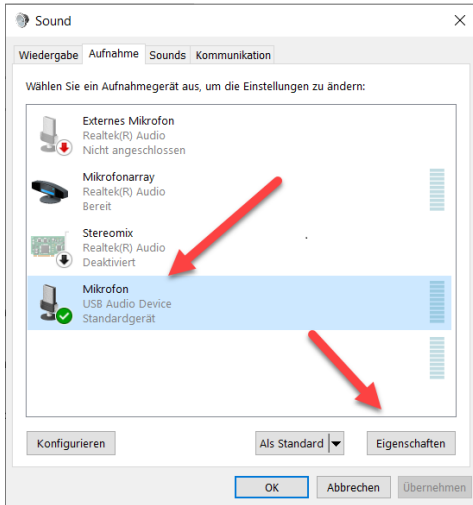 Sound
Wiedergabe Aufnahme Sounds Kommunikation
Wählen Sie ein Aufnahmegerät aus, um die Einstellungen zu ändern:
Externes Mikrofon
Realtek(R) Audio
Nicht angeschlossen
Mikrofonarray
Realtek(R) Audio
Bereit
Stereomix
Realtek(R) Audio
Deaktiviert
Mikrofon
USB Audio Device
Standardgerät
Konfigurieren Als Standard Eigenschaften
OK Abbrechen Übernehmen